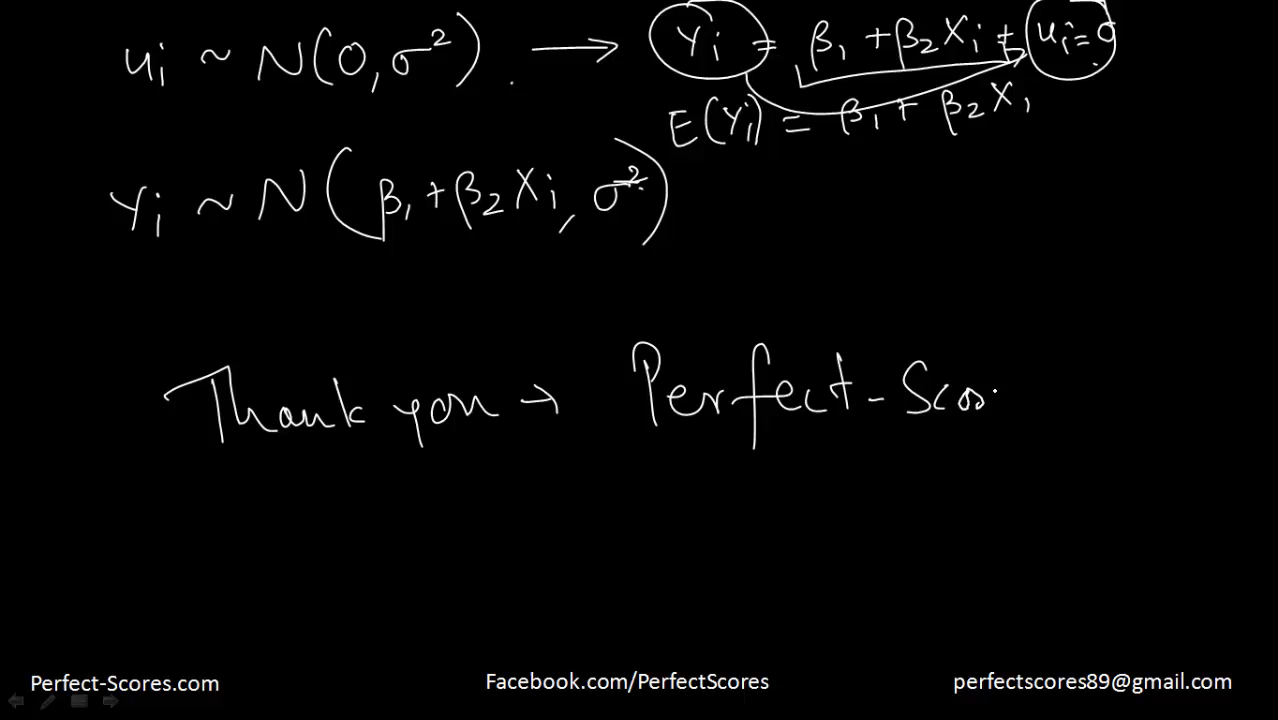 ui ~ N(0, σ²) → Yi = β1 + β2Xi + ui = 0
E(Yi) = β1 + β2Xi
Yi ~ N(β1 + β2Xi, σ²)
Thank you → Perfect-Sco
Perfect-Scores.com Facebook.com/PerfectScores perfectscores89@gmail.com